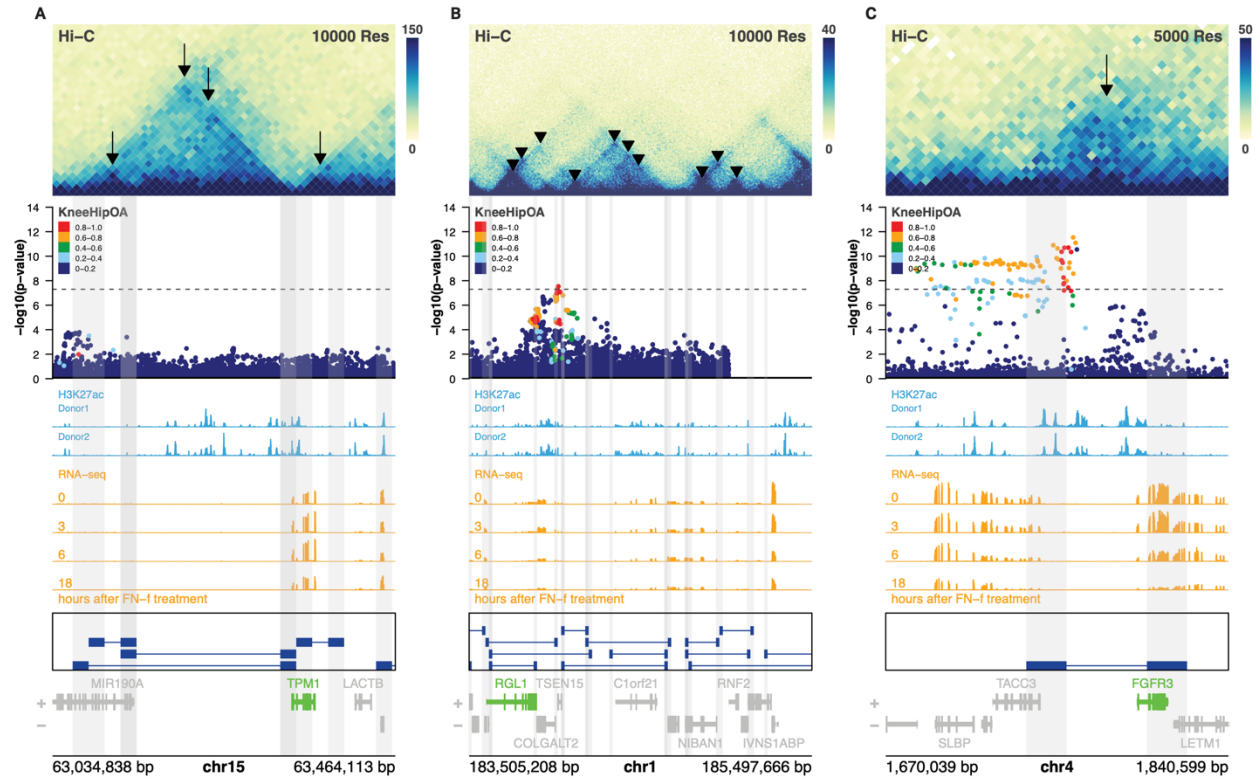 A
Hi−C
10000 Res
150
0
14
12
10
8
6
4
2
0
−log10(p−value)
KneeHipOA
0.8−1.0
0.6−0.8
0.4−0.6
0.2−0.4
0−0.2
H3K27ac
Donor1
Donor2
RNA−seq
0
3
6
18
hours after FN−f treatment
MIR190A
TPM1
LACTB
+
−
63,034,838 bp
chr15
63,464,113 bp
B
Hi−C
10000 Res
40
0
14
12
10
8
6
4
2
0
−log10(p−value)
KneeHipOA
0.8−1.0
0.6−0.8
0.4−0.6
0.2−0.4
0−0.2
H3K27ac
Donor1
Donor2
RNA−seq
0
3
6
18
hours after FN−f treatment
RGL1
TSEN15
C1orf21
RNF2
+
−
COLGALT2
NIBAN1
IVNS1ABP
183,505,208 bp
chr1
185,497,666 bp
C
Hi−C
5000 Res
50
0
14
12
10
8
6
4
2
0
−log10(p−value)
KneeHipOA
0.8−1.0
0.6−0.8
0.4−0.6
0.2−0.4
0−0.2
H3K27ac
Donor1
Donor2
RNA−seq
0
3
6
18
hours after FN−f treatment
TACC3
FGFR3
+
−
SLBP
LETM1
1,670,039 bp
chr4
1,840,599 bp